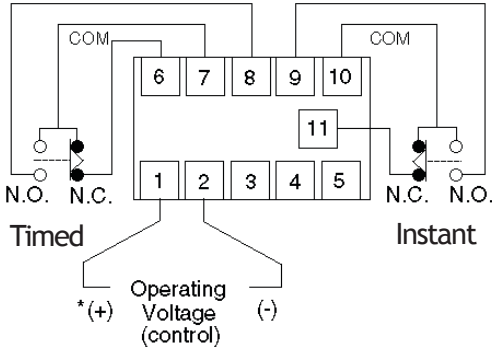 COM
COM
6
7
8
9
10
11
1
2
3
4
5
N.O.
N.C.
N.C.
N.O.
Timed
Instant
*(+)
Operating
Voltage
(control)
(-)